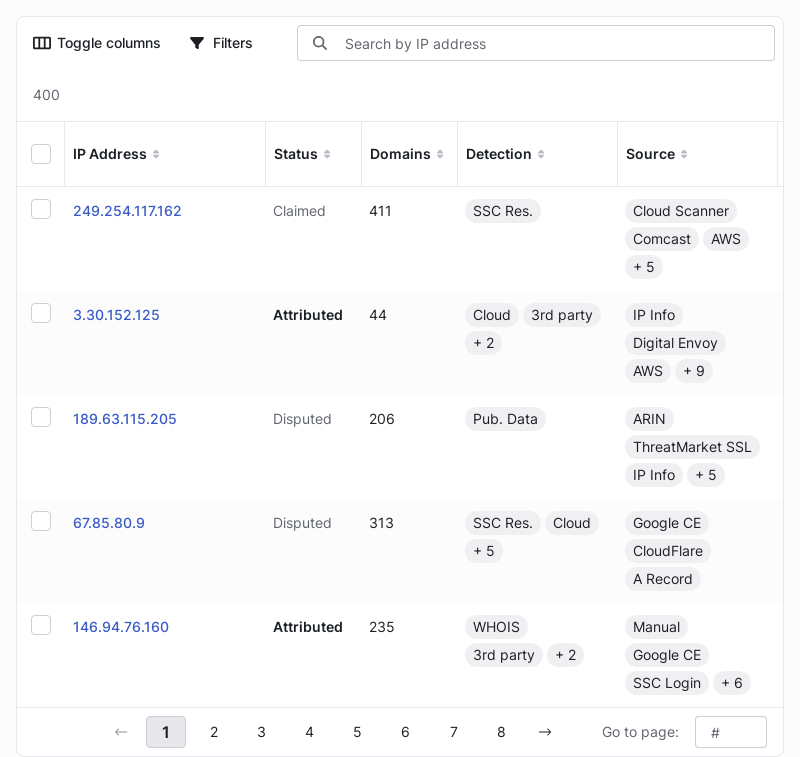 Toggle columns Filters Search by IP address
400
IP Address Status Domains Detection Source
249.254.117.162 Claimed 411 SSC Res. Cloud Scanner
Comcast AWS
+ 5
3.30.152.125 Attributed 44 Cloud 3rd party IP Info
+ 2 Digital Envoy
AWS + 9
189.63.115.205 Disputed 206 Pub. Data ARIN
ThreatMarket SSL
IP Info + 5
67.85.80.9 Disputed 313 SSC Res. Cloud Google CE
+ 5 CloudFlare
A Record
146.94.76.160 Attributed 235 WHOIS Manual
3rd party + 2 Google CE
SSC Login + 6
← 1 2 3 4 5 6 7 8 → Go to page: #